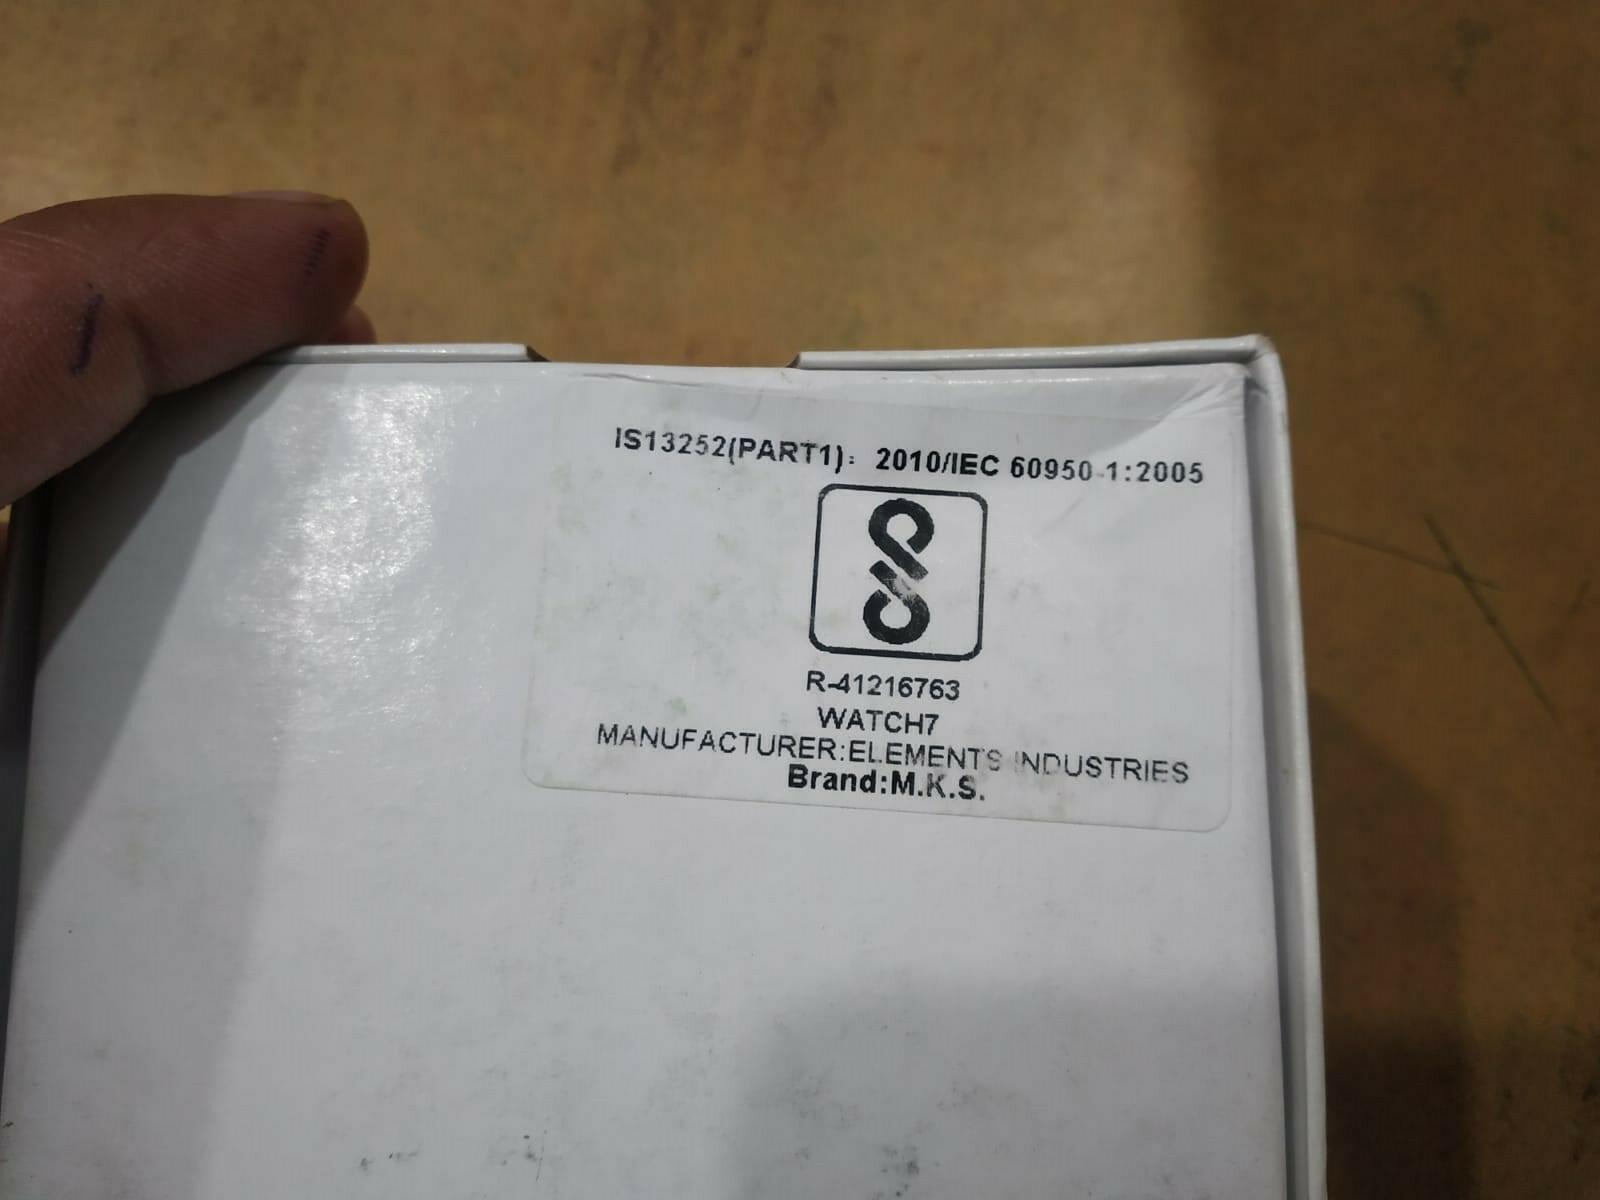 IS13252(PART1): 2010/IEC 60950-1:2005
R-41216763
WATCH7
MANUFACTURER:ELEMENTS INDUSTRIES
Brand:M.K.S.